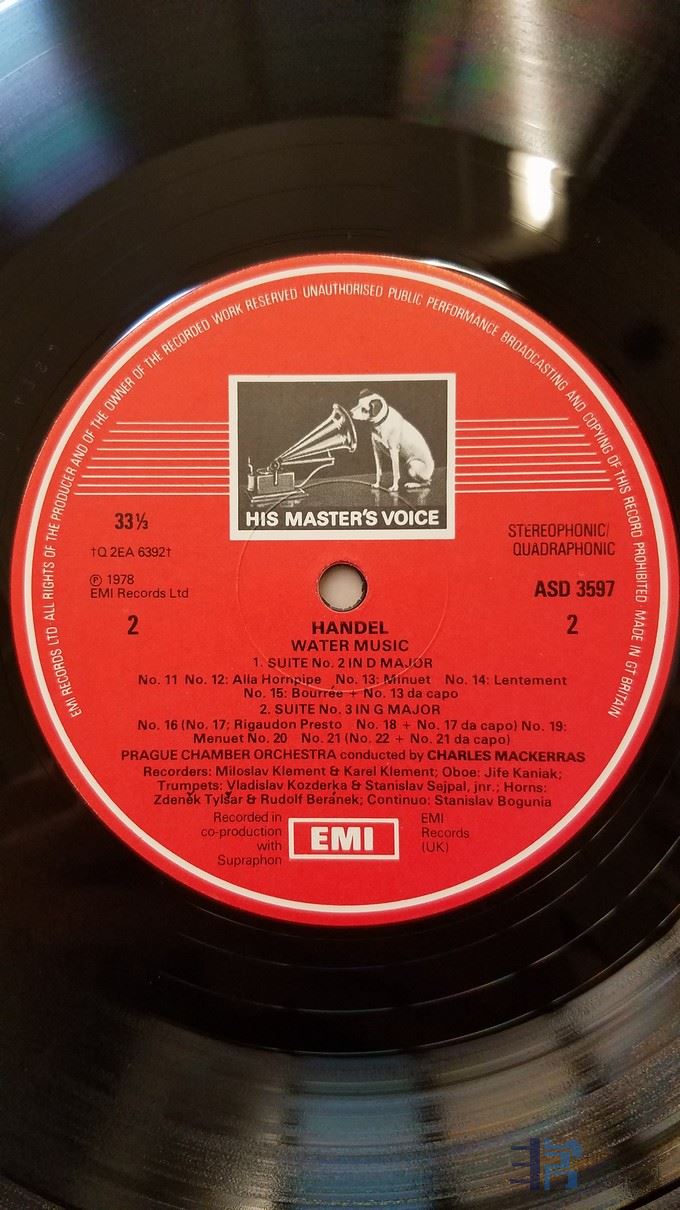 EMI RECORDS LTD · ALL RIGHTS OF THE PRODUCER AND OF THE OWNER OF THE RECORDED WORK RESERVED · UNAUTHORISED PUBLIC PERFORMANCE BROADCASTING AND COPYING OF THIS RECORD PROHIBITED · MADE IN GT BRITAIN
HIS MASTER'S VOICE
33⅓
†Q 2EA 6392†
℗ 1978
EMI Records Ltd
2
STEREOPHONIC/
QUADRAPHONIC
ASD 3597
2
HANDEL
WATER MUSIC
1. SUITE No. 2 IN D MAJOR
No. 11 No. 12: Alla Hornpipe No. 13: Minuet No. 14: Lentement
No. 15: Bourrée + No. 13 da capo
2. SUITE No. 3 IN G MAJOR
No. 16 (No. 17; Rigaudon Presto No. 18 + No. 17 da capo) No. 19:
Menuet No. 20 No. 21 (No. 22 + No. 21 da capo)
PRAGUE CHAMBER ORCHESTRA conducted by CHARLES MACKERRAS
Recorders: Miloslav Klement & Karel Klement; Oboe: Jiře Kaniak;
Trumpets: Vladislav Kozderka & Stanislav Sejpal, jnr.; Horns:
Zdeněk Tylšar & Rudolf Beránek; Continuo: Stanislav Bogunia
Recorded in
co-production
with
Supraphon
EMI
EMI
Records
(UK)